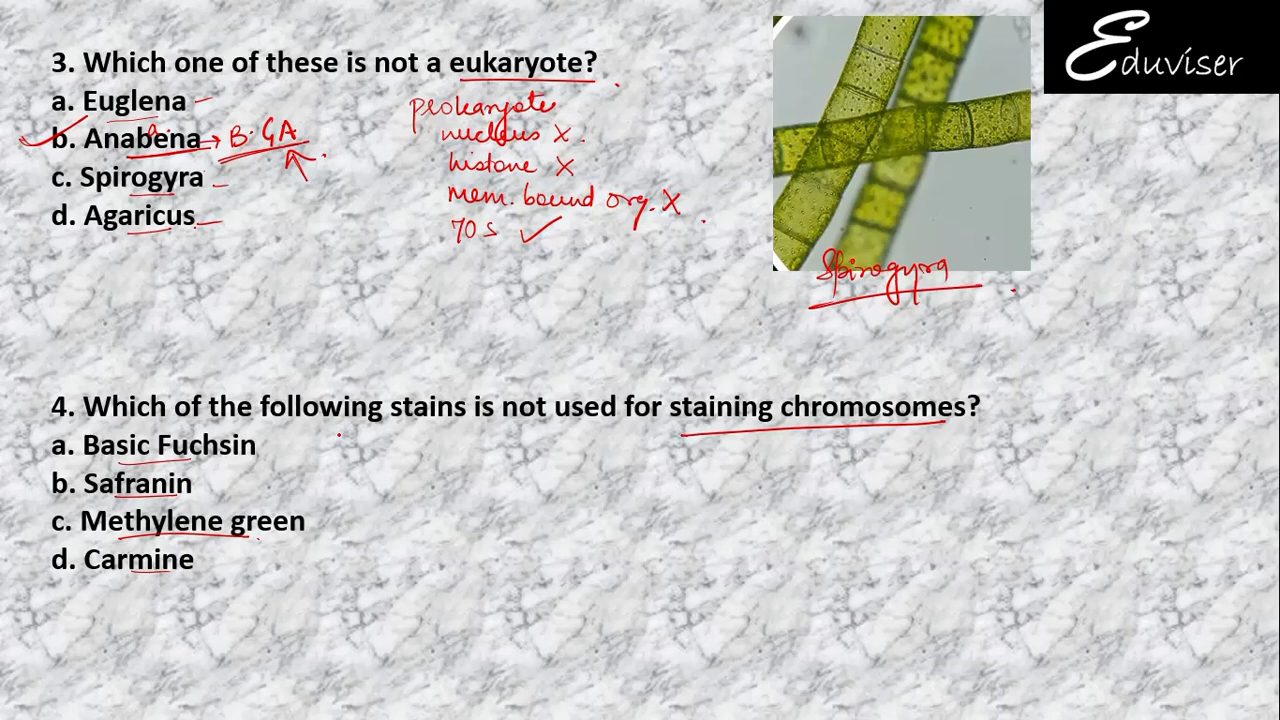 Eduviser
3. Which one of these is not a eukaryote?
a. Euglena
b. Anabena → B.GA
a.
c. Spirogyra
d. Agaricus
prokaryote
nucleus X
histone X
mem. bound org. X
70s ✓
Spirogyra
4. Which of the following stains is not used for staining chromosomes?
a. Basic Fuchsin
b. Safranin
c. Methylene green
d. Carmine